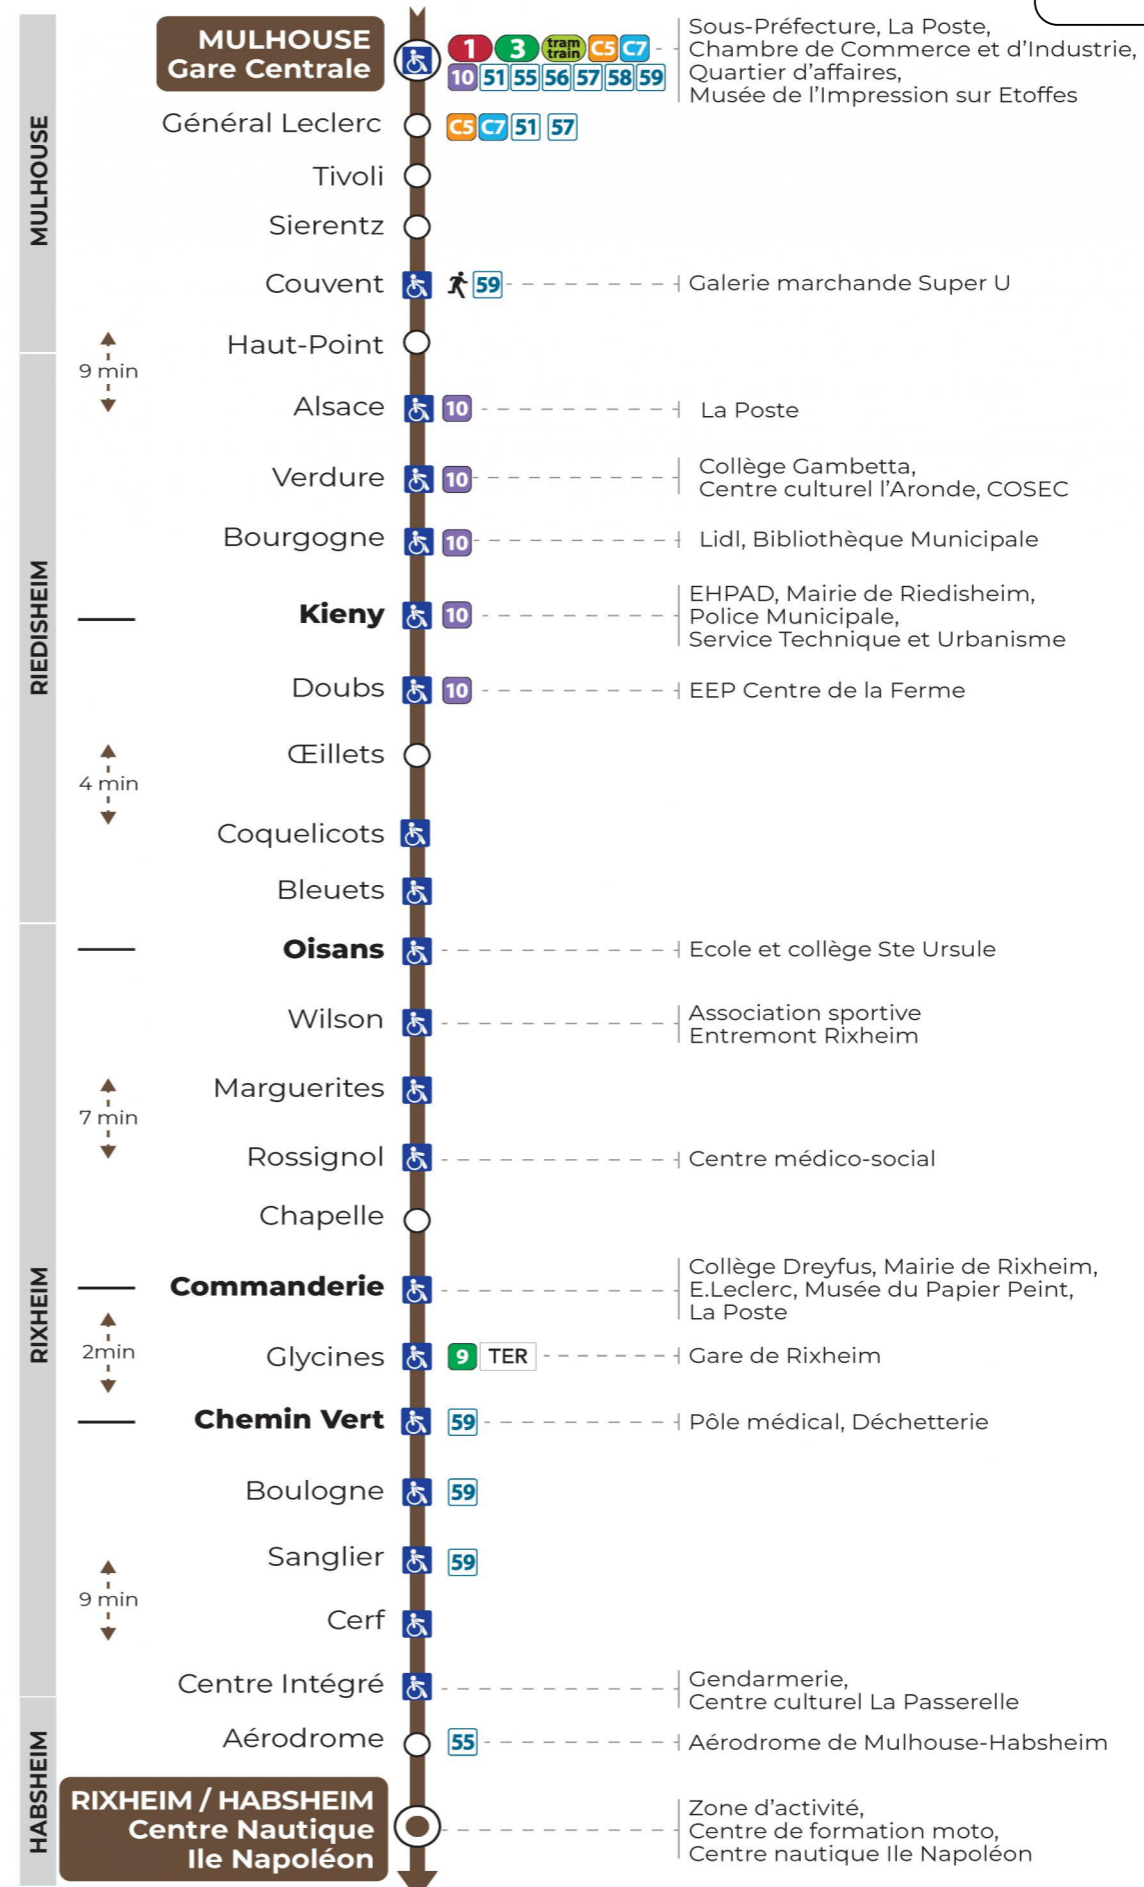 MULHOUSE
MULHOUSE
Gare Centrale
1 3 tram train C5 C7
10 51 55 56 57 58 59
Sous-Préfecture, La Poste,
Chambre de Commerce et d’Industrie,
Quartier d’affaires,
Musée de l’Impression sur Etoffes
Général Leclerc C5 C7 51 57
Tivoli
Sierentz
Couvent 59 Galerie marchande Super U
Haut-Point
9 min
RIEDISHEIM
Alsace 10 La Poste
Verdure 10 Collège Gambetta,
Centre culturel l’Aronde, COSEC
Bourgogne 10 Lidl, Bibliothèque Municipale
Kieny 10 EHPAD, Mairie de Riedisheim,
Police Municipale,
Service Technique et Urbanisme
Doubs 10 EEP Centre de la Ferme
Œillets
4 min
Coquelicots
Bleuets
RIXHEIM
Oisans Ecole et collège Ste Ursule
Wilson Association sportive
Entremont Rixheim
Marguerites
7 min
Rossignol Centre médico-social
Chapelle
Commanderie Collège Dreyfus, Mairie de Rixheim,
E.Leclerc, Musée du Papier Peint,
La Poste
2min
Glycines 9 TER Gare de Rixheim
Chemin Vert 59 Pôle médical, Déchetterie
Boulogne 59
Sanglier 59
9 min
Cerf
Centre Intégré Gendarmerie,
Centre culturel La Passerelle
HABSHEIM
Aérodrome 55 Aérodrome de Mulhouse-Habsheim
RIXHEIM / HABSHEIM
Centre Nautique
Ile Napoléon
Zone d’activité,
Centre de formation moto,
Centre nautique Ile Napoléon